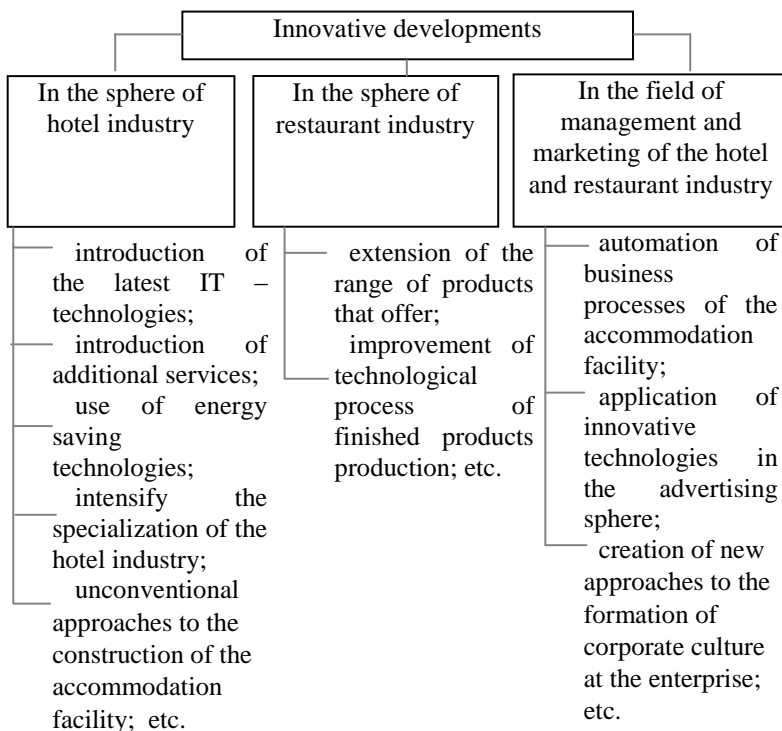 Innovative developments
In the sphere of
hotel industry
In the sphere of
restaurant industry
In the field of
management and
marketing of the hotel
and restaurant industry
introduction of
the latest IT –
technologies;
introduction of
additional services;
use of energy
saving
technologies;
intensify the
specialization of the
hotel industry;
unconventional
approaches to the
construction of the
accommodation
facility; etc.
extension of the
range of products
that offer;
improvement of
technological
process of
finished products
production; etc.
automation of
business
processes of the
accommodation
facility;
application of
innovative
technologies in
the advertising
sphere;
creation of new
approaches to the
formation of
corporate culture
at the enterprise;
etc.